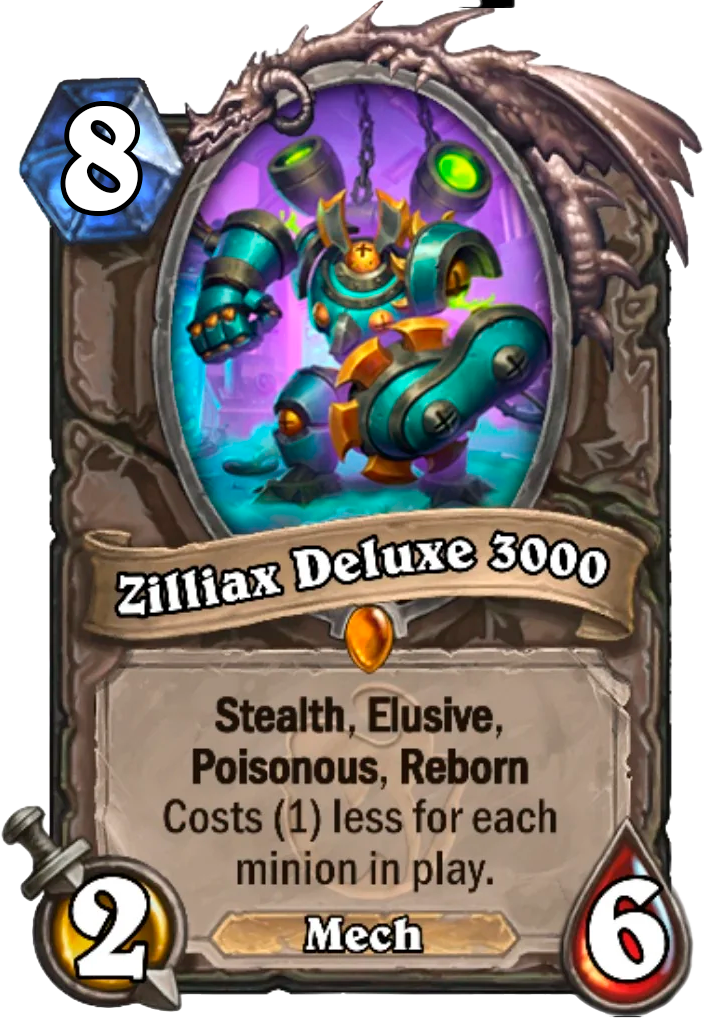 8
Zilliax Deluxe 3000
Stealth, Elusive,
Poisonous, Reborn
Costs (1) less for each
minion in play.
2
Mech
6